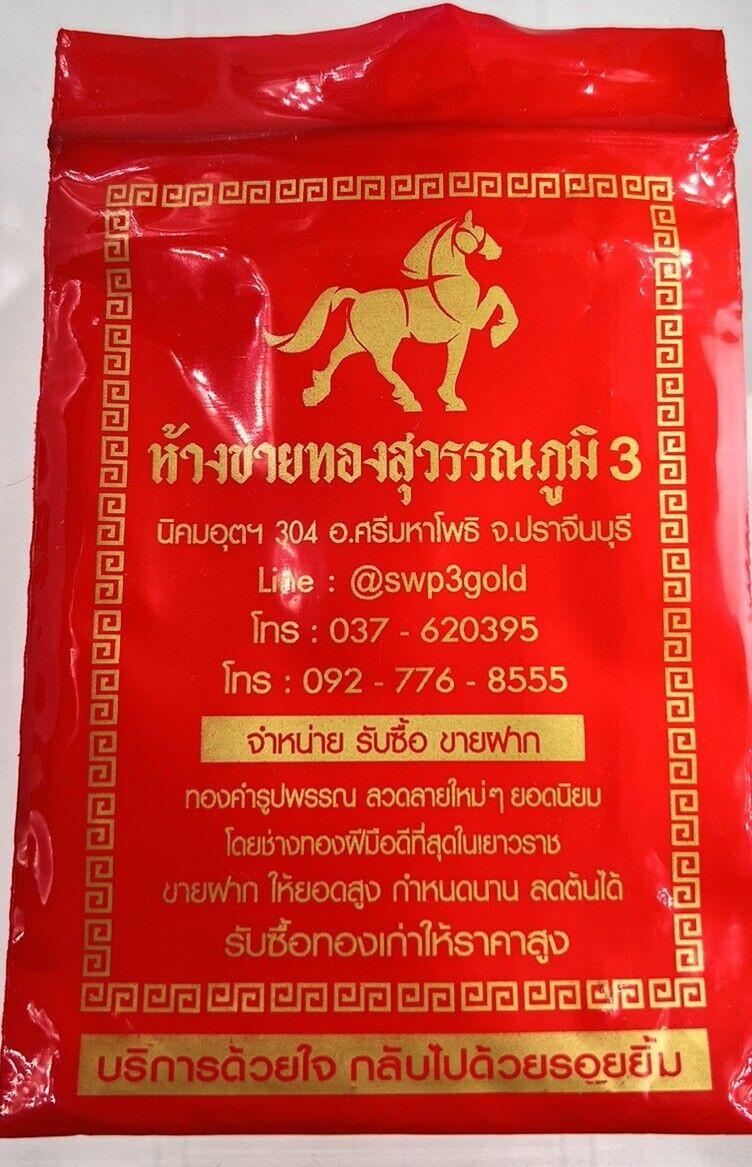 ห้างขายทองสุวรรณภูมิ 3
นิคมอุตฯ 304 อ.ศรีมหาโพธิ จ.ปราจีนบุรี
Line : @swp3gold
โทร : 037 - 620395
โทร : 092 - 776 - 8555
จำหน่าย รับซื้อ ขายฝาก
ทองคำรูปพรรณ ลวดลายใหม่ๆ ยอดนิยม
โดยช่างทองฝีมือดีที่สุดในเยาวราช
ขายฝาก ให้ยอดสูง กำหนดนาน ลดต้นได้
รับซื้อทองเก่าให้ราคาสูง
บริการด้วยใจ กลับไปด้วยรอยยิ้ม